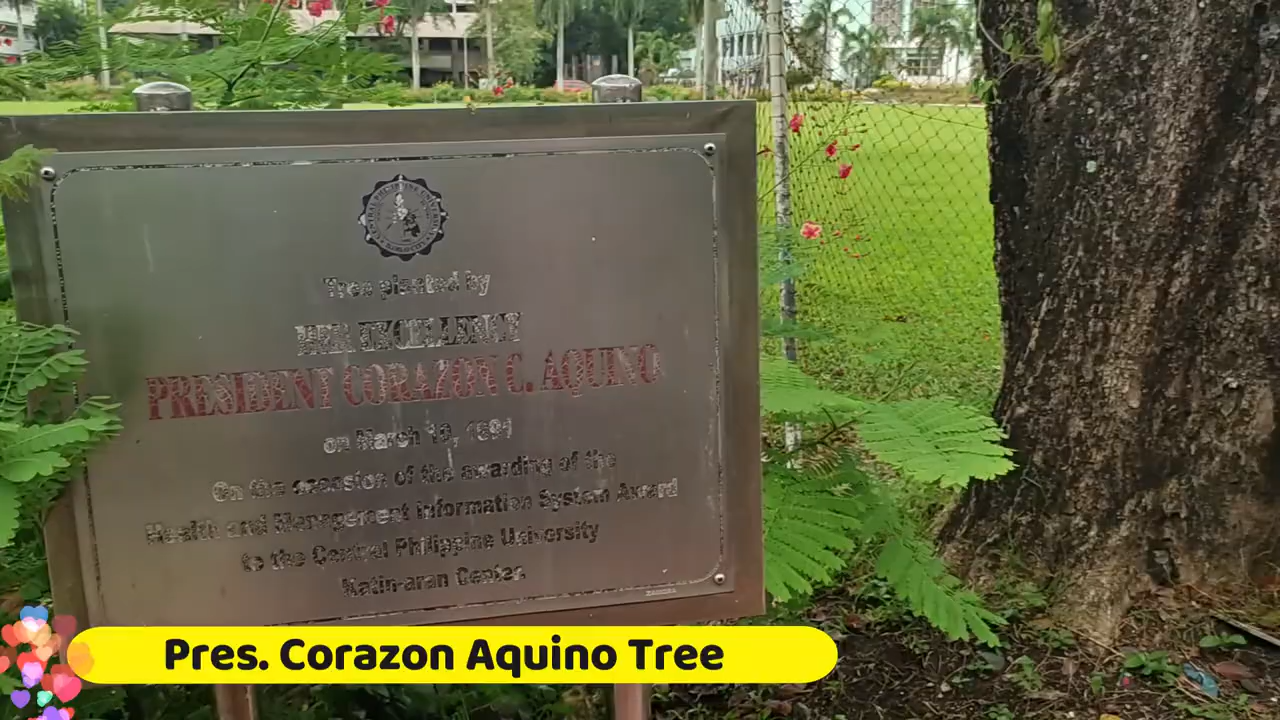 Tree planted by
HER EXCELLENCY
PRESIDENT CORAZON C. AQUINO
on March 19, 1991
On the occasion of the awarding of the
Health and Management Information System Award
to the Central Philippine University
Katin-aran Center.
Pres. Corazon Aquino Tree